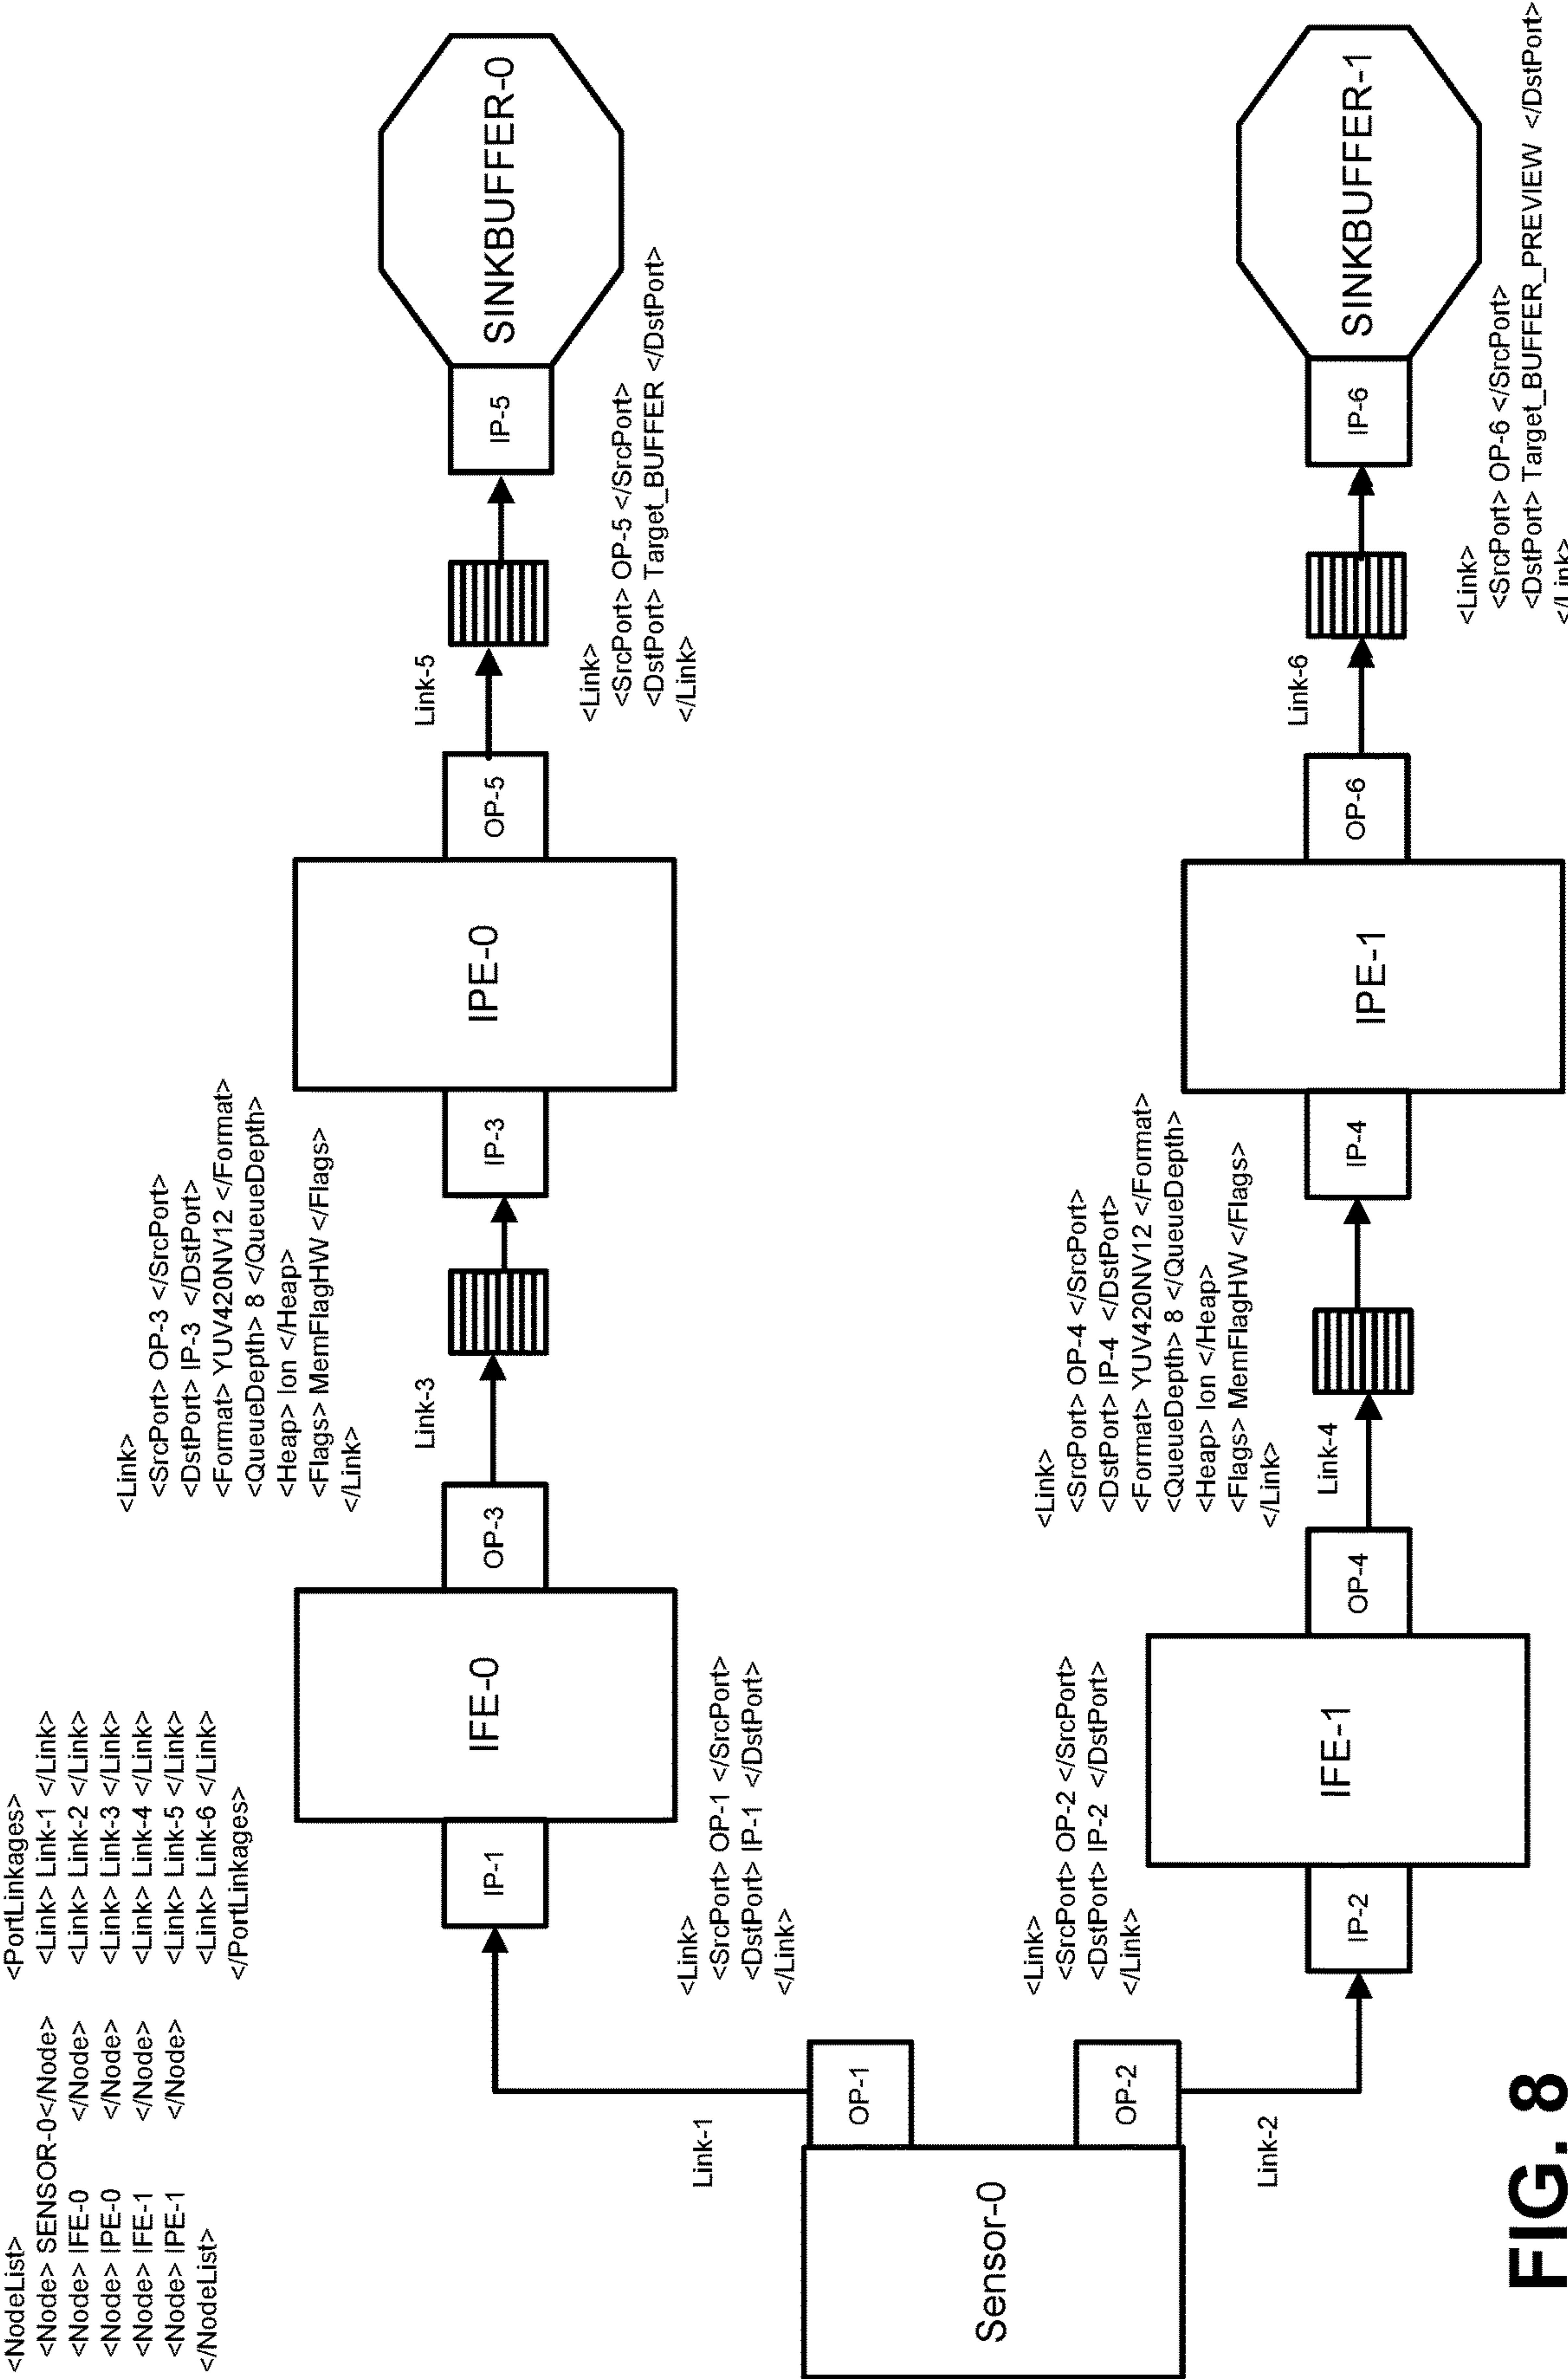 <NodeList>
<Node> SENSOR-0</Node>
<Node> IFE-0 </Node>
<Node> IPE-0 </Node>
<Node> IFE-1 </Node>
<Node> IPE-1 </Node>
</NodeList>
<PortLinkages>
<Link> Link-1 </Link>
<Link> Link-2 </Link>
<Link> Link-3 </Link>
<Link> Link-4 </Link>
<Link> Link-5 </Link>
<Link> Link-6 </Link>
</PortLinkages>
Sensor-0
OP-1
OP-2
Link-1
Link-2
<Link>
<SrcPort> OP-1 </SrcPort>
<DstPort> IP-1 </DstPort>
</Link>
<Link>
<SrcPort> OP-2 </SrcPort>
<DstPort> IP-2 </DstPort>
</Link>
IP-1
IFE-0
OP-3
Link-3
<Link>
<SrcPort> OP-3 </SrcPort>
<DstPort> IP-3 </DstPort>
<Format> YUV420NV12 </Format>
<QueueDepth> 8 </QueueDepth>
<Heap> Ion </Heap>
<Flags> MemFlagHW </Flags>
</Link>
IP-3
IPE-0
OP-5
Link-5
<Link>
<SrcPort> OP-5 </SrcPort>
<DstPort> Target_BUFFER </DstPort>
</Link>
IP-5
SINKBUFFER-0
IP-2
IFE-1
OP-4
Link-4
<Link>
<SrcPort> OP-4 </SrcPort>
<DstPort> IP-4 </DstPort>
<Format> YUV420NV12 </Format>
<QueueDepth> 8 </QueueDepth>
<Heap> Ion </Heap>
<Flags> MemFlagHW </Flags>
</Link>
IP-4
IPE-1
OP-6
Link-6
<Link>
<SrcPort> OP-6 </SrcPort>
<DstPort> Target_BUFFER_PREVIEW </DstPort>
</Link>
IP-6
SINKBUFFER-1
FIG. 8